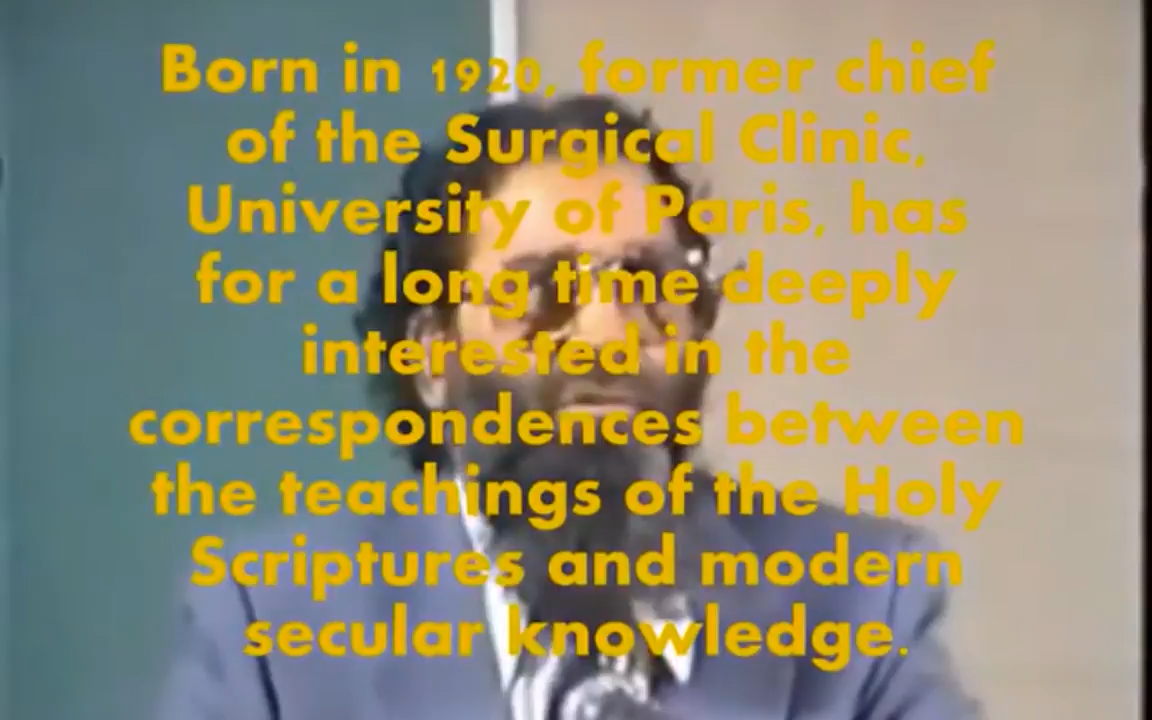 Born in 1920, former chief
of the Surgical Clinic,
University of Paris, has
for a long time deeply
interested in the
correspondences between
the teachings of the Holy
Scriptures and modern
secular knowledge.